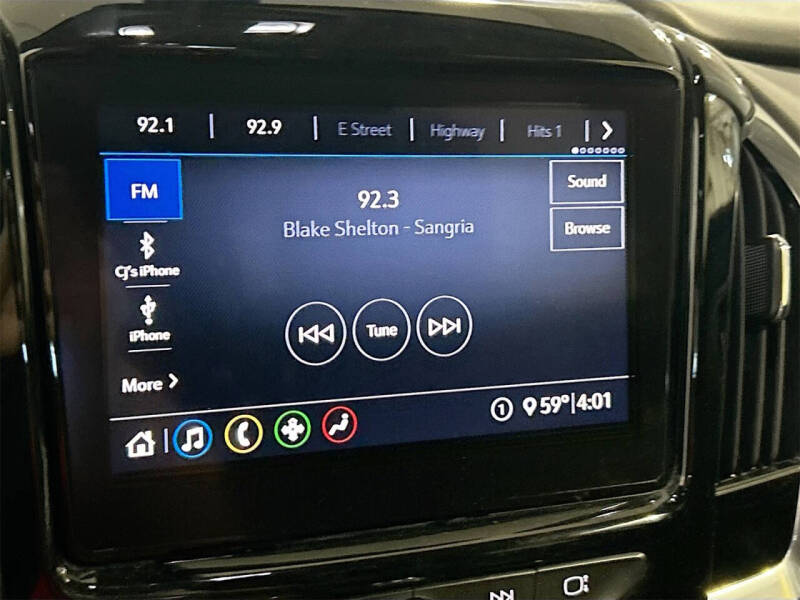 92.1 | 92.9 | E Street | Highway | Hits 1 |
FM
92.3
Sound
Blake Shelton - Sangria
Browse
CJ's iPhone
iPhone
Tune
More
1 59°|4:01